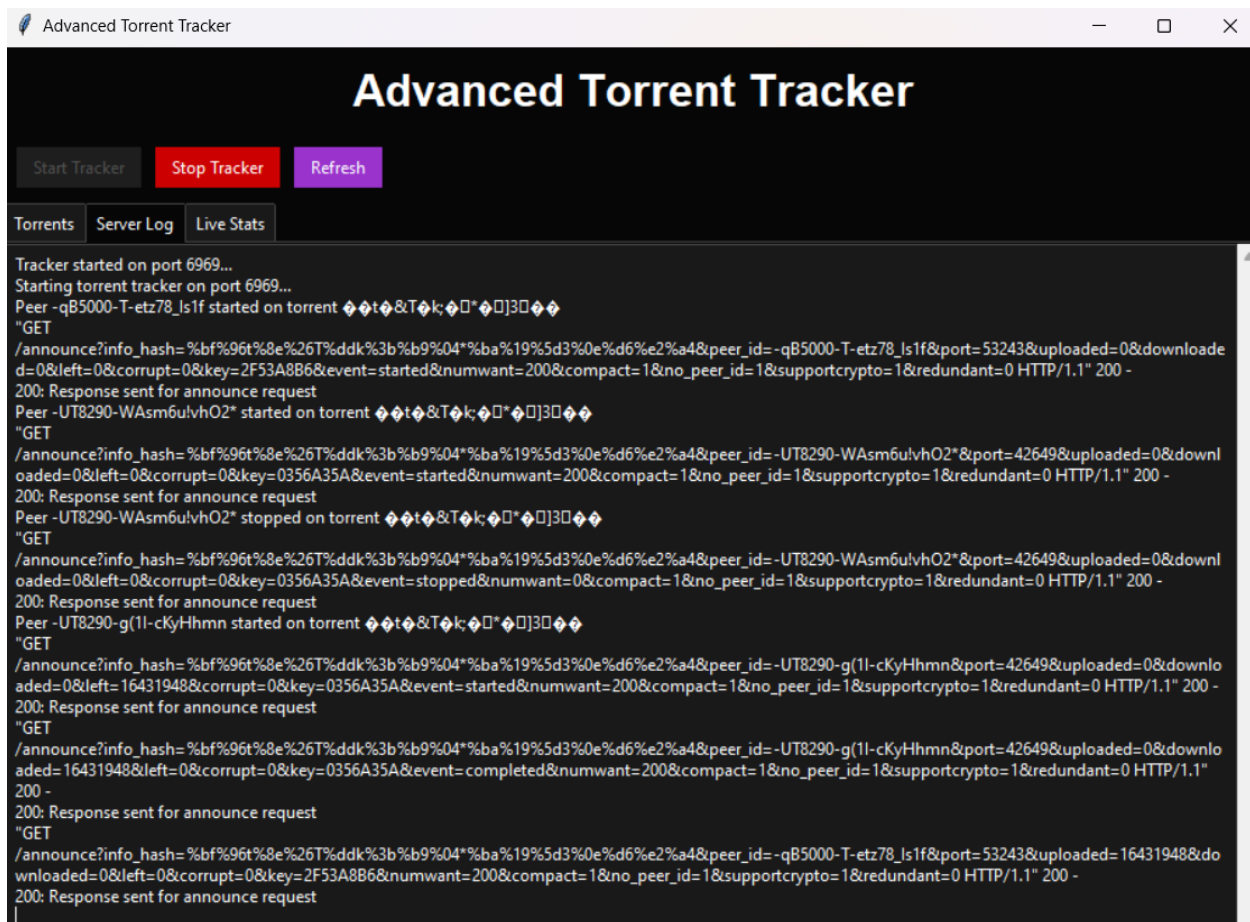 Advanced Torrent Tracker
Advanced Torrent Tracker
Start Tracker Stop Tracker Refresh
Torrents Server Log Live Stats
Tracker started on port 6969...
Starting torrent tracker on port 6969...
Peer -qB5000-T-etz78_ls1f started on torrent ��t�&T�k;�▯*�▯]3▯��
"GET
/announce?info_hash=%bf%96t%8e%26T%ddk%3b%b9%04*%ba%19%5d3%0e%d6%e2%a4&peer_id=-qB5000-T-etz78_ls1f&port=53243&uploaded=0&downloade
d=0&left=0&corrupt=0&key=2F53A8B6&event=started&numwant=200&compact=1&no_peer_id=1&supportcrypto=1&redundant=0 HTTP/1.1" 200 -
200: Response sent for announce request
Peer -UT8290-WAsm6u!vhO2* started on torrent ��t�&T�k;�▯*�▯]3▯��
"GET
/announce?info_hash=%bf%96t%8e%26T%ddk%3b%b9%04*%ba%19%5d3%0e%d6%e2%a4&peer_id=-UT8290-WAsm6u!vhO2*&port=42649&uploaded=0&downl
oaded=0&left=0&corrupt=0&key=0356A35A&event=started&numwant=200&compact=1&no_peer_id=1&supportcrypto=1&redundant=0 HTTP/1.1" 200 -
200: Response sent for announce request
Peer -UT8290-WAsm6u!vhO2* stopped on torrent ��t�&T�k;�▯*�▯]3▯��
"GET
/announce?info_hash=%bf%96t%8e%26T%ddk%3b%b9%04*%ba%19%5d3%0e%d6%e2%a4&peer_id=-UT8290-WAsm6u!vhO2*&port=42649&uploaded=0&downl
oaded=0&left=0&corrupt=0&key=0356A35A&event=stopped&numwant=0&compact=1&no_peer_id=1&supportcrypto=1&redundant=0 HTTP/1.1" 200 -
200: Response sent for announce request
Peer -UT8290-g(1l-cKyHhmn started on torrent ��t�&T�k;�▯*�▯]3▯��
"GET
/announce?info_hash=%bf%96t%8e%26T%ddk%3b%b9%04*%ba%19%5d3%0e%d6%e2%a4&peer_id=-UT8290-g(1l-cKyHhmn&port=42649&uploaded=0&downlo
aded=0&left=16431948&corrupt=0&key=0356A35A&event=started&numwant=200&compact=1&no_peer_id=1&supportcrypto=1&redundant=0 HTTP/1.1" 200 -
200: Response sent for announce request
"GET
/announce?info_hash=%bf%96t%8e%26T%ddk%3b%b9%04*%ba%19%5d3%0e%d6%e2%a4&peer_id=-UT8290-g(1l-cKyHhmn&port=42649&uploaded=0&downlo
aded=16431948&left=0&corrupt=0&key=0356A35A&event=completed&numwant=200&compact=1&no_peer_id=1&supportcrypto=1&redundant=0 HTTP/1.1"
200 -
200: Response sent for announce request
"GET
/announce?info_hash=%bf%96t%8e%26T%ddk%3b%b9%04*%ba%19%5d3%0e%d6%e2%a4&peer_id=-qB5000-T-etz78_ls1f&port=53243&uploaded=16431948&do
wnloaded=0&left=0&corrupt=0&key=2F53A8B6&numwant=200&compact=1&no_peer_id=1&supportcrypto=1&redundant=0 HTTP/1.1" 200 -
200: Response sent for announce request